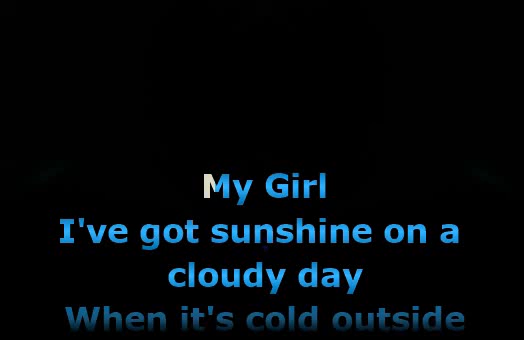 My Girl
I've got sunshine on a
cloudy day
When it's cold outside